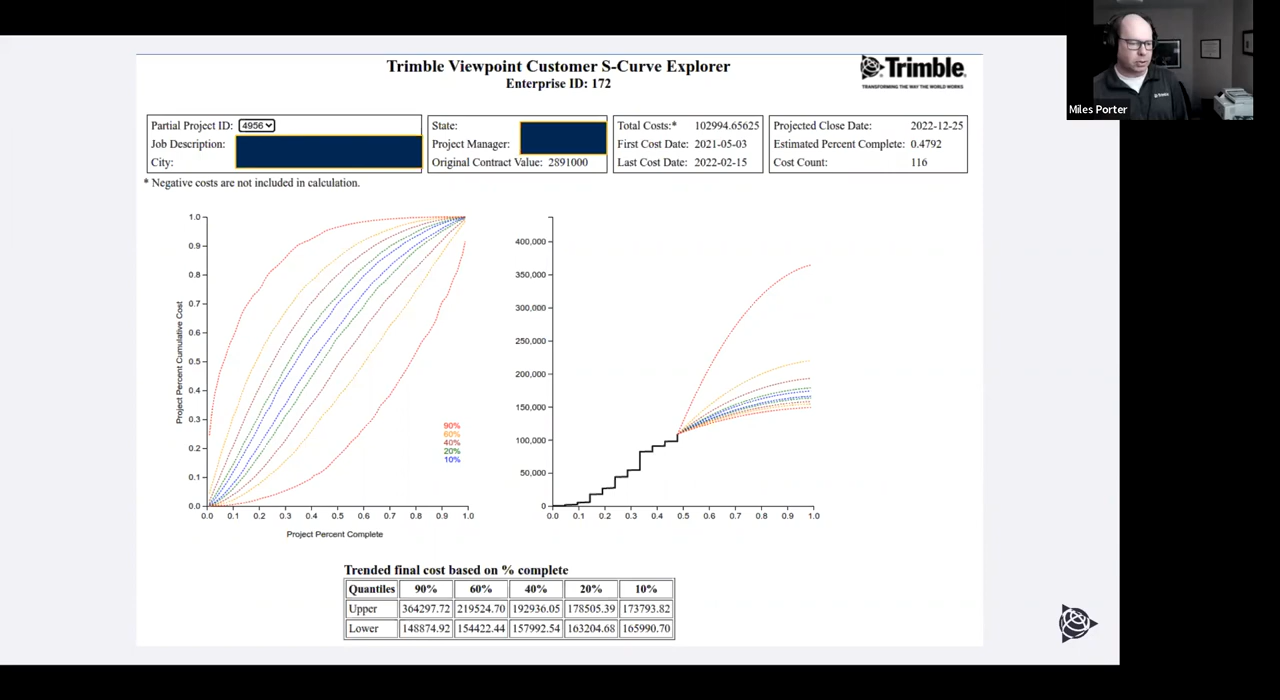 Trimble Viewpoint Customer S-Curve Explorer
Enterprise ID: 172
Trimble
TRANSFORMING THE WAY THE WORLD WORKS
Miles Porter
Partial Project ID: 4956
Job Description:
City:
State:
Project Manager:
Original Contract Value: 2891000
Total Costs:* 102994.65625
First Cost Date: 2021-05-03
Last Cost Date: 2022-02-15
Projected Close Date: 2022-12-25
Estimated Percent Complete: 0.4792
Cost Count: 116
* Negative costs are not included in calculation.
1.0
0.9
0.8
0.7
0.6
0.5
0.4
0.3
0.2
0.1
0.0
Project Percent Cumulative Cost
90%
60%
40%
20%
10%
0.0 0.1 0.2 0.3 0.4 0.5 0.6 0.7 0.8 0.9 1.0
Project Percent Complete
400,000
350,000
300,000
250,000
200,000
150,000
100,000
50,000
0
0.0 0.1 0.2 0.3 0.4 0.5 0.6 0.7 0.8 0.9 1.0
Trended final cost based on % complete
Quantiles 90% 60% 40% 20% 10%
Upper 364297.72 219524.70 192936.05 178505.39 173793.82
Lower 148874.92 154422.44 157992.54 163204.68 165990.70